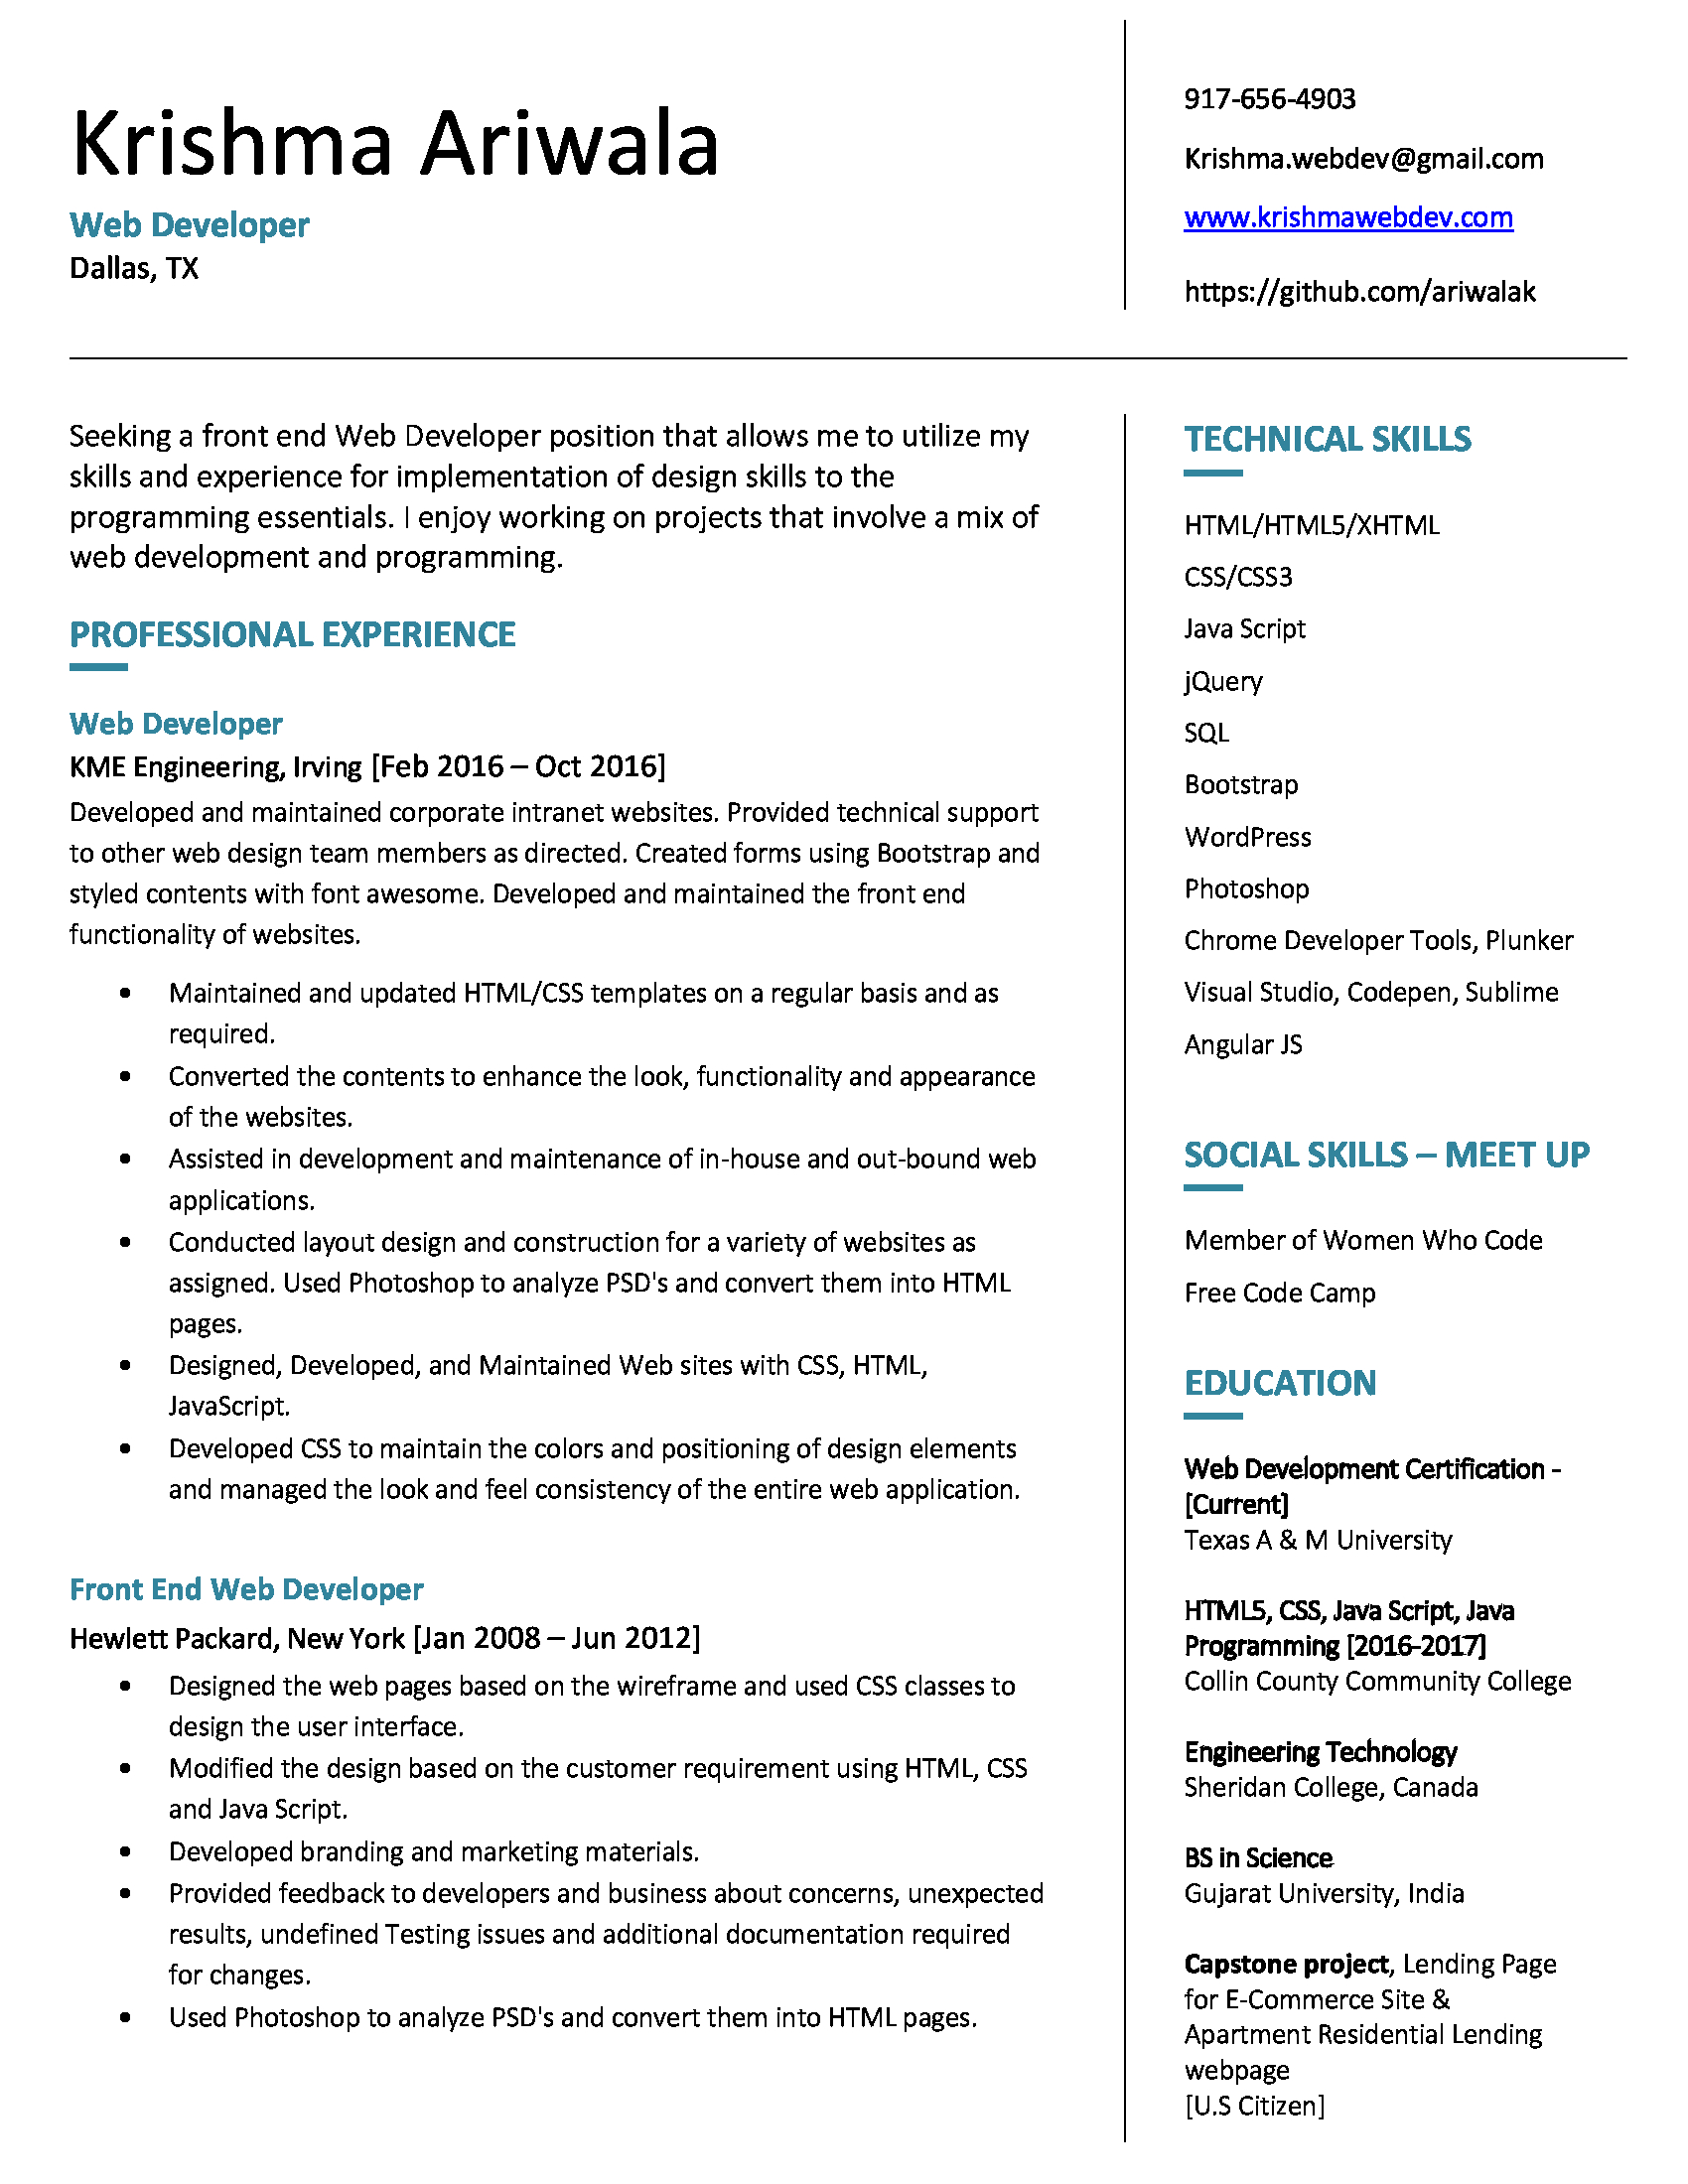 Krishma Ariwala
Web Developer
Dallas, TX
917-656-4903
Krishma.webdev@gmail.com
www.krishmawebdev.com
https://github.com/ariwalak
Seeking a front end Web Developer position that allows me to utilize my
skills and experience for implementation of design skills to the
programming essentials. I enjoy working on projects that involve a mix of
web development and programming.
PROFESSIONAL EXPERIENCE
Web Developer
KME Engineering, Irving [Feb 2016 – Oct 2016]
Developed and maintained corporate intranet websites. Provided technical support
to other web design team members as directed. Created forms using Bootstrap and
styled contents with font awesome. Developed and maintained the front end
functionality of websites.
• Maintained and updated HTML/CSS templates on a regular basis and as
required.
• Converted the contents to enhance the look, functionality and appearance
of the websites.
• Assisted in development and maintenance of in-house and out-bound web
applications.
• Conducted layout design and construction for a variety of websites as
assigned. Used Photoshop to analyze PSD's and convert them into HTML
pages.
• Designed, Developed, and Maintained Web sites with CSS, HTML,
JavaScript.
• Developed CSS to maintain the colors and positioning of design elements
and managed the look and feel consistency of the entire web application.
Front End Web Developer
Hewlett Packard, New York [Jan 2008 – Jun 2012]
• Designed the web pages based on the wireframe and used CSS classes to
design the user interface.
• Modified the design based on the customer requirement using HTML, CSS
and Java Script.
• Developed branding and marketing materials.
• Provided feedback to developers and business about concerns, unexpected
results, undefined Testing issues and additional documentation required
for changes.
• Used Photoshop to analyze PSD's and convert them into HTML pages.
TECHNICAL SKILLS
HTML/HTML5/XHTML
CSS/CSS3
Java Script
jQuery
SQL
Bootstrap
WordPress
Photoshop
Chrome Developer Tools, Plunker
Visual Studio, Codepen, Sublime
Angular JS
SOCIAL SKILLS – MEET UP
Member of Women Who Code
Free Code Camp
EDUCATION
Web Development Certification -
[Current]
Texas A & M University
HTML5, CSS, Java Script, Java
Programming [2016-2017]
Collin County Community College
Engineering Technology
Sheridan College, Canada
BS in Science
Gujarat University, India
Capstone project, Lending Page
for E-Commerce Site &
Apartment Residential Lending
webpage
[U.S Citizen]